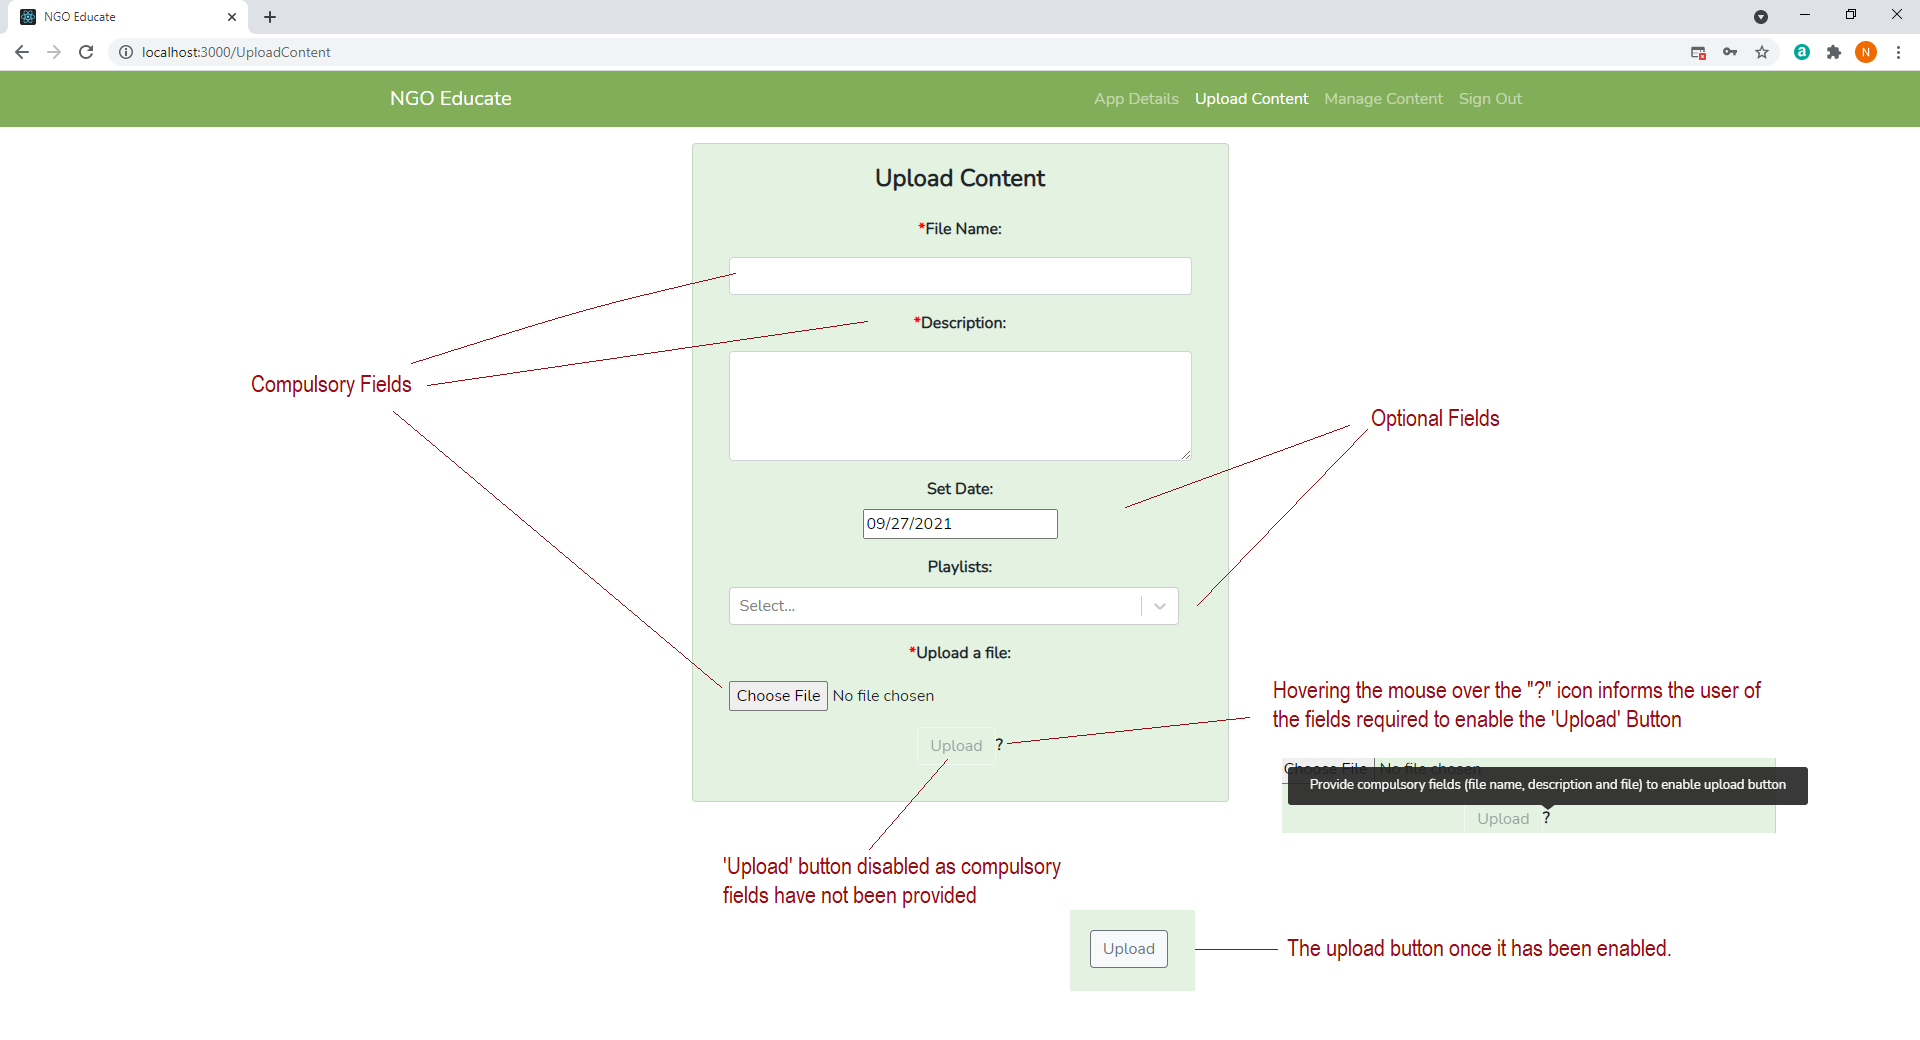 NGO Educate
localhost:3000/UploadContent
N
NGO Educate
App Details Upload Content Manage Content Sign Out
Upload Content
*File Name:
*Description:
Compulsory Fields
Optional Fields
Set Date:
09/27/2021
Playlists:
Select...
*Upload a file:
Choose File No file chosen
Hovering the mouse over the "?" icon informs the user of
the fields required to enable the 'Upload' Button
Upload ?
Choose File No file chosen
Provide compulsory fields (file name, description and file) to enable upload button
Upload ?
'Upload' button disabled as compulsory
fields have not been provided
Upload
The upload button once it has been enabled.